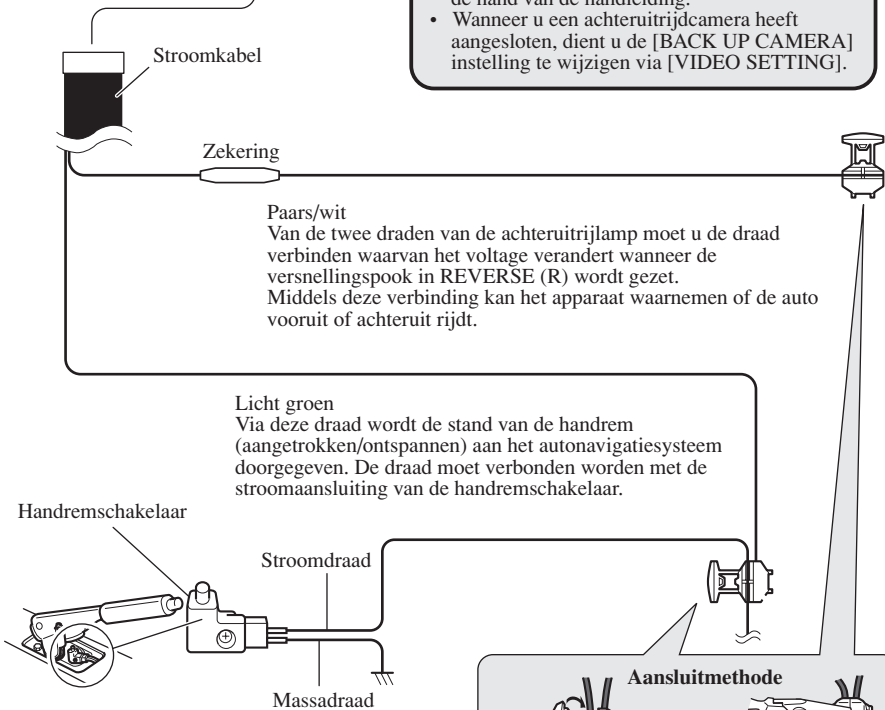 de hand van de handleiding.
• Wanneer u een achteruitrijdcamera heeft
aangesloten, dient u de [BACK UP CAMERA]
instelling te wijzigen via [VIDEO SETTING].
Stroomkabel
Zekering
Paars/wit
Van de twee draden van de achteruitrijlamp moet u de draad
verbinden waarvan het voltage verandert wanneer de
versnellingspook in REVERSE (R) wordt gezet.
Middels deze verbinding kan het apparaat waarnemen of de auto
vooruit of achteruit rijdt.
Licht groen
Via deze draad wordt de stand van de handrem
(aangetrokken/ontspannen) aan het autonavigatiesysteem
doorgegeven. De draad moet verbonden worden met de
stroomaansluiting van de handremschakelaar.
Handremschakelaar
Stroomdraad
Massadraad
Aansluitmethode